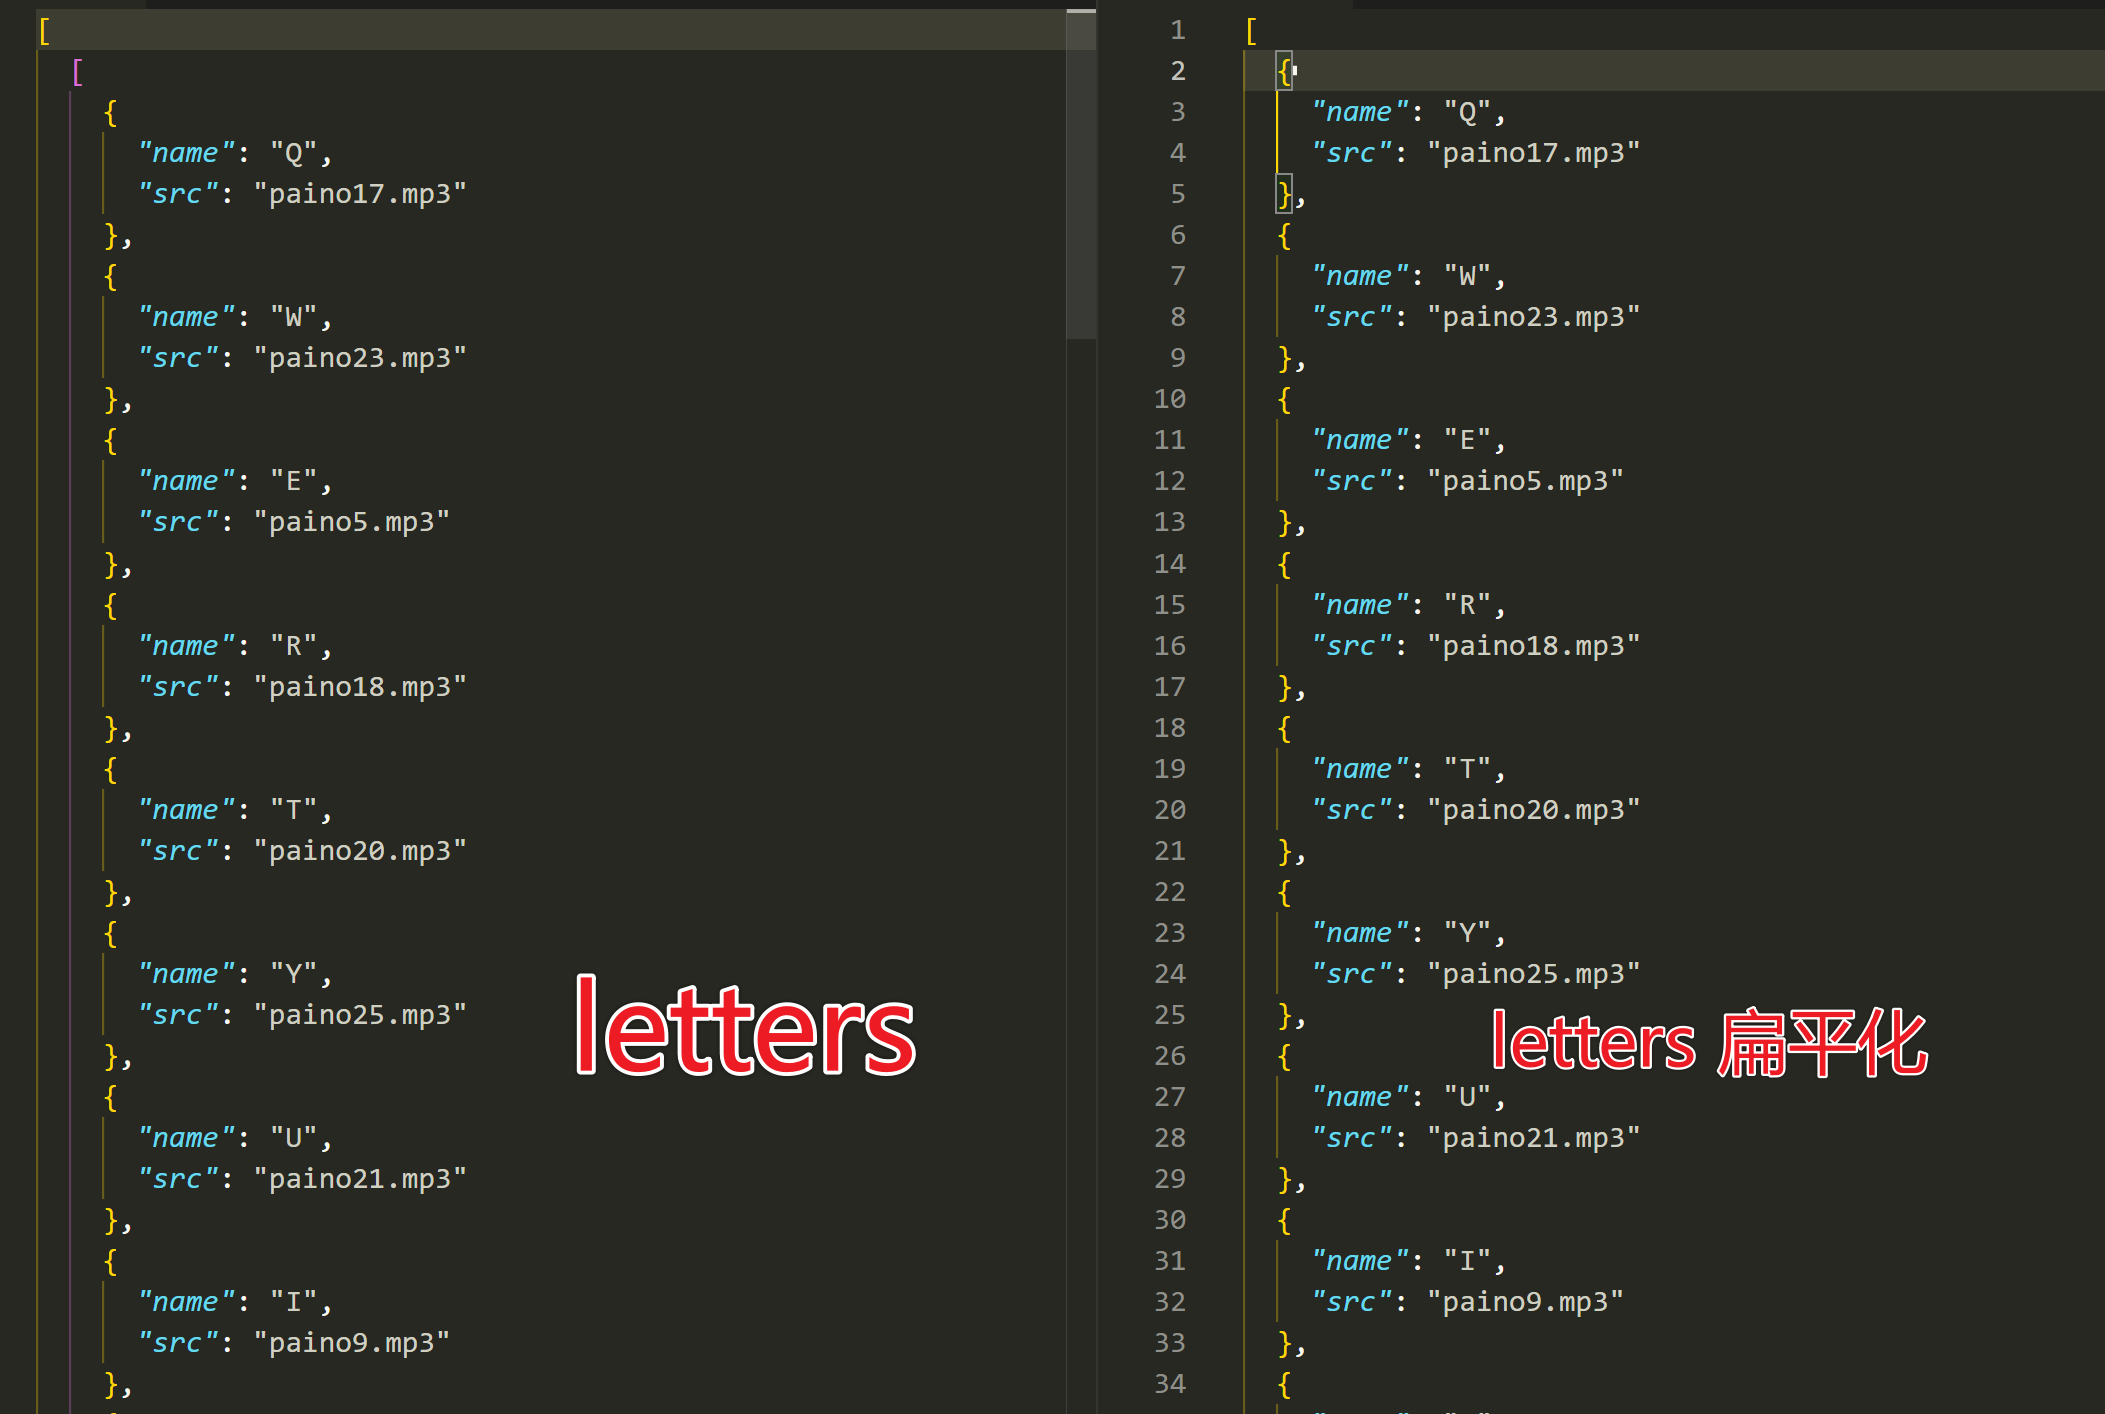 [
[
{
"name": "Q",
"src": "paino17.mp3"
},
{
"name": "W",
"src": "paino23.mp3"
},
{
"name": "E",
"src": "paino5.mp3"
},
{
"name": "R",
"src": "paino18.mp3"
},
{
"name": "T",
"src": "paino20.mp3"
},
{
"name": "Y",
"src": "paino25.mp3"
},
{
"name": "U",
"src": "paino21.mp3"
},
{
"name": "I",
"src": "paino9.mp3"
},
letters
1 [
2 {
3 "name": "Q",
4 "src": "paino17.mp3"
5 },
6 {
7 "name": "W",
8 "src": "paino23.mp3"
9 },
10 {
11 "name": "E",
12 "src": "paino5.mp3"
13 },
14 {
15 "name": "R",
16 "src": "paino18.mp3"
17 },
18 {
19 "name": "T",
20 "src": "paino20.mp3"
21 },
22 {
23 "name": "Y",
24 "src": "paino25.mp3"
25 },
26 {
27 "name": "U",
28 "src": "paino21.mp3"
29 },
30 {
31 "name": "I",
32 "src": "paino9.mp3"
33 },
34 {
letters 扁平化